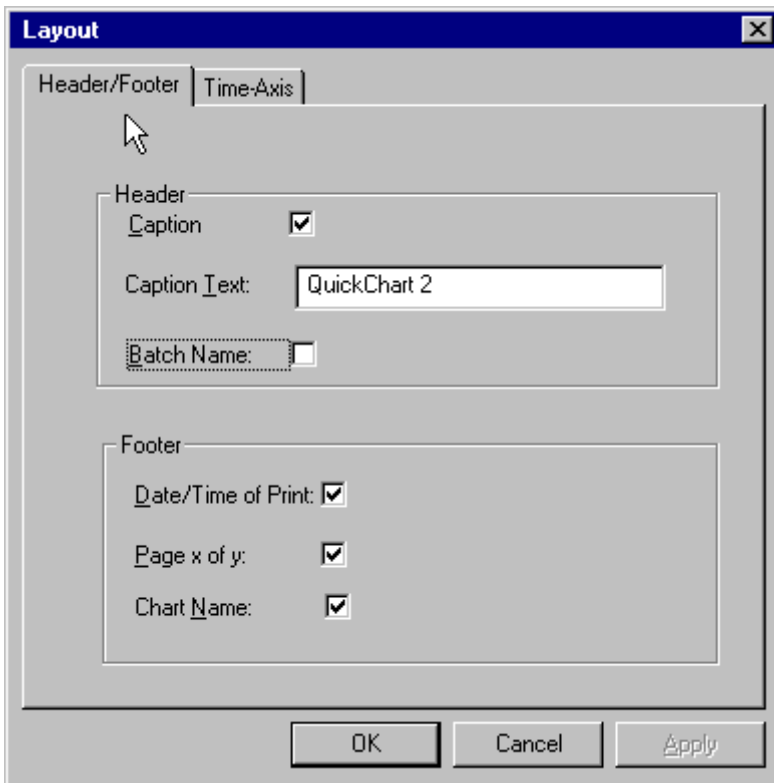 Layout
Header/Footer Time-Axis
Header
Caption
Caption Text: QuickChart 2
Batch Name:
Footer
Date/Time of Print:
Page x of y:
Chart Name:
OK Cancel Apply